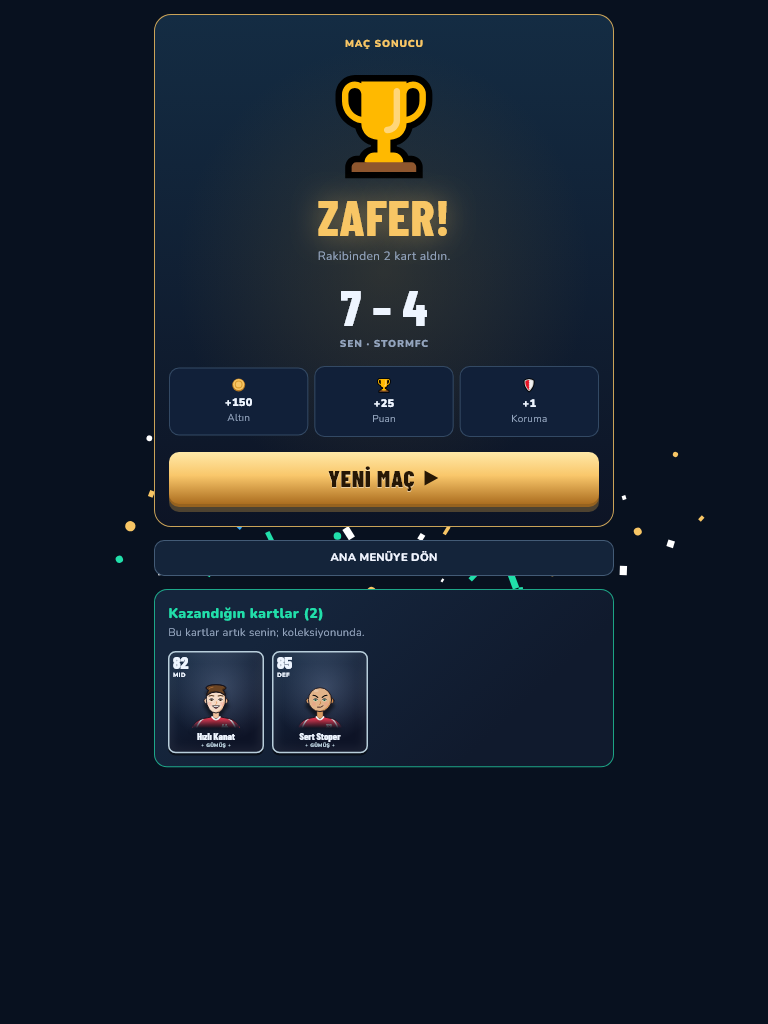 MAÇ SONUCU
ZAFER!
Rakibinden 2 kart aldın.
7 – 4
SEN · STORMFC
+150
Altın
+25
Puan
+1
Koruma
YENİ MAÇ ▶
ANA MENÜYE DÖN
Kazandığın kartlar (2)
Bu kartlar artık senin; koleksiyonunda.
82
MID
Hızlı Kanat
• GÜMÜŞ •
85
DEF
Sert Stoper
• GÜMÜŞ •